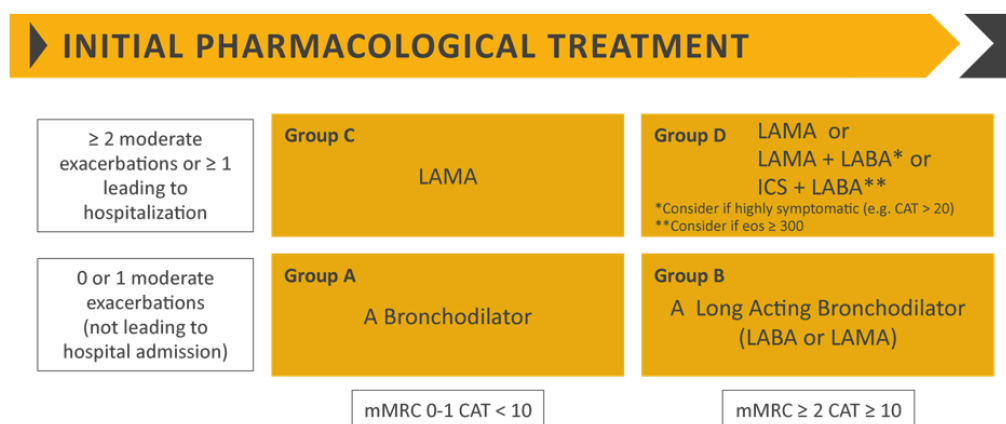 INITIAL PHARMACOLOGICAL TREATMENT
≥ 2 moderate
exacerbations or ≥ 1
leading to
hospitalization
Group C
LAMA
Group D
LAMA or
LAMA + LABA* or
ICS + LABA**
*Consider if highly symptomatic (e.g. CAT > 20)
**Consider if eos ≥ 300
0 or 1 moderate
exacerbations
(not leading to
hospital admission)
Group A
A Bronchodilator
Group B
A Long Acting Bronchodilator
(LABA or LAMA)
mMRC 0-1 CAT < 10
mMRC ≥ 2 CAT ≥ 10